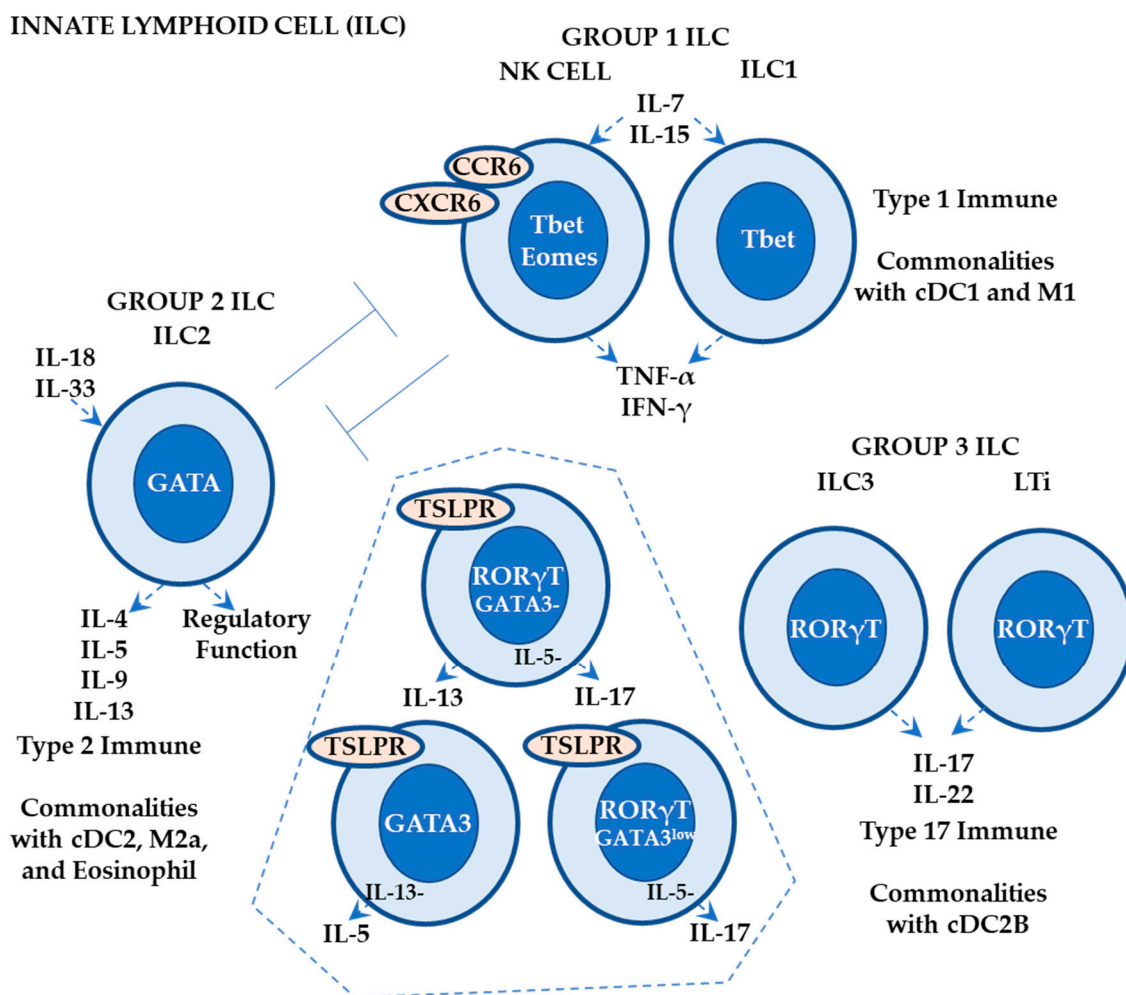 INNATE LYMPHOID CELL (ILC)
GROUP 1 ILC
NK CELL
ILC1
IL-7
IL-15
CCR6
CXCR6
Tbet
Eomes
Tbet
Type 1 Immune
Commonalities
with cDC1 and M1
TNF-α
IFN-γ
GROUP 2 ILC
ILC2
IL-18
IL-33
GATA
IL-4
IL-5
IL-9
IL-13
Regulatory
Function
Type 2 Immune
Commonalities
with cDC2, M2a,
and Eosinophil
TSLPR
RORγT
GATA3-
IL-5-
IL-13
IL-17
TSLPR
GATA3
IL-13-
IL-5
TSLPR
RORγT
GATA3low
IL-5-
IL-17
GROUP 3 ILC
ILC3
LTi
RORγT
RORγT
IL-17
IL-22
Type 17 Immune
Commonalities
with cDC2B